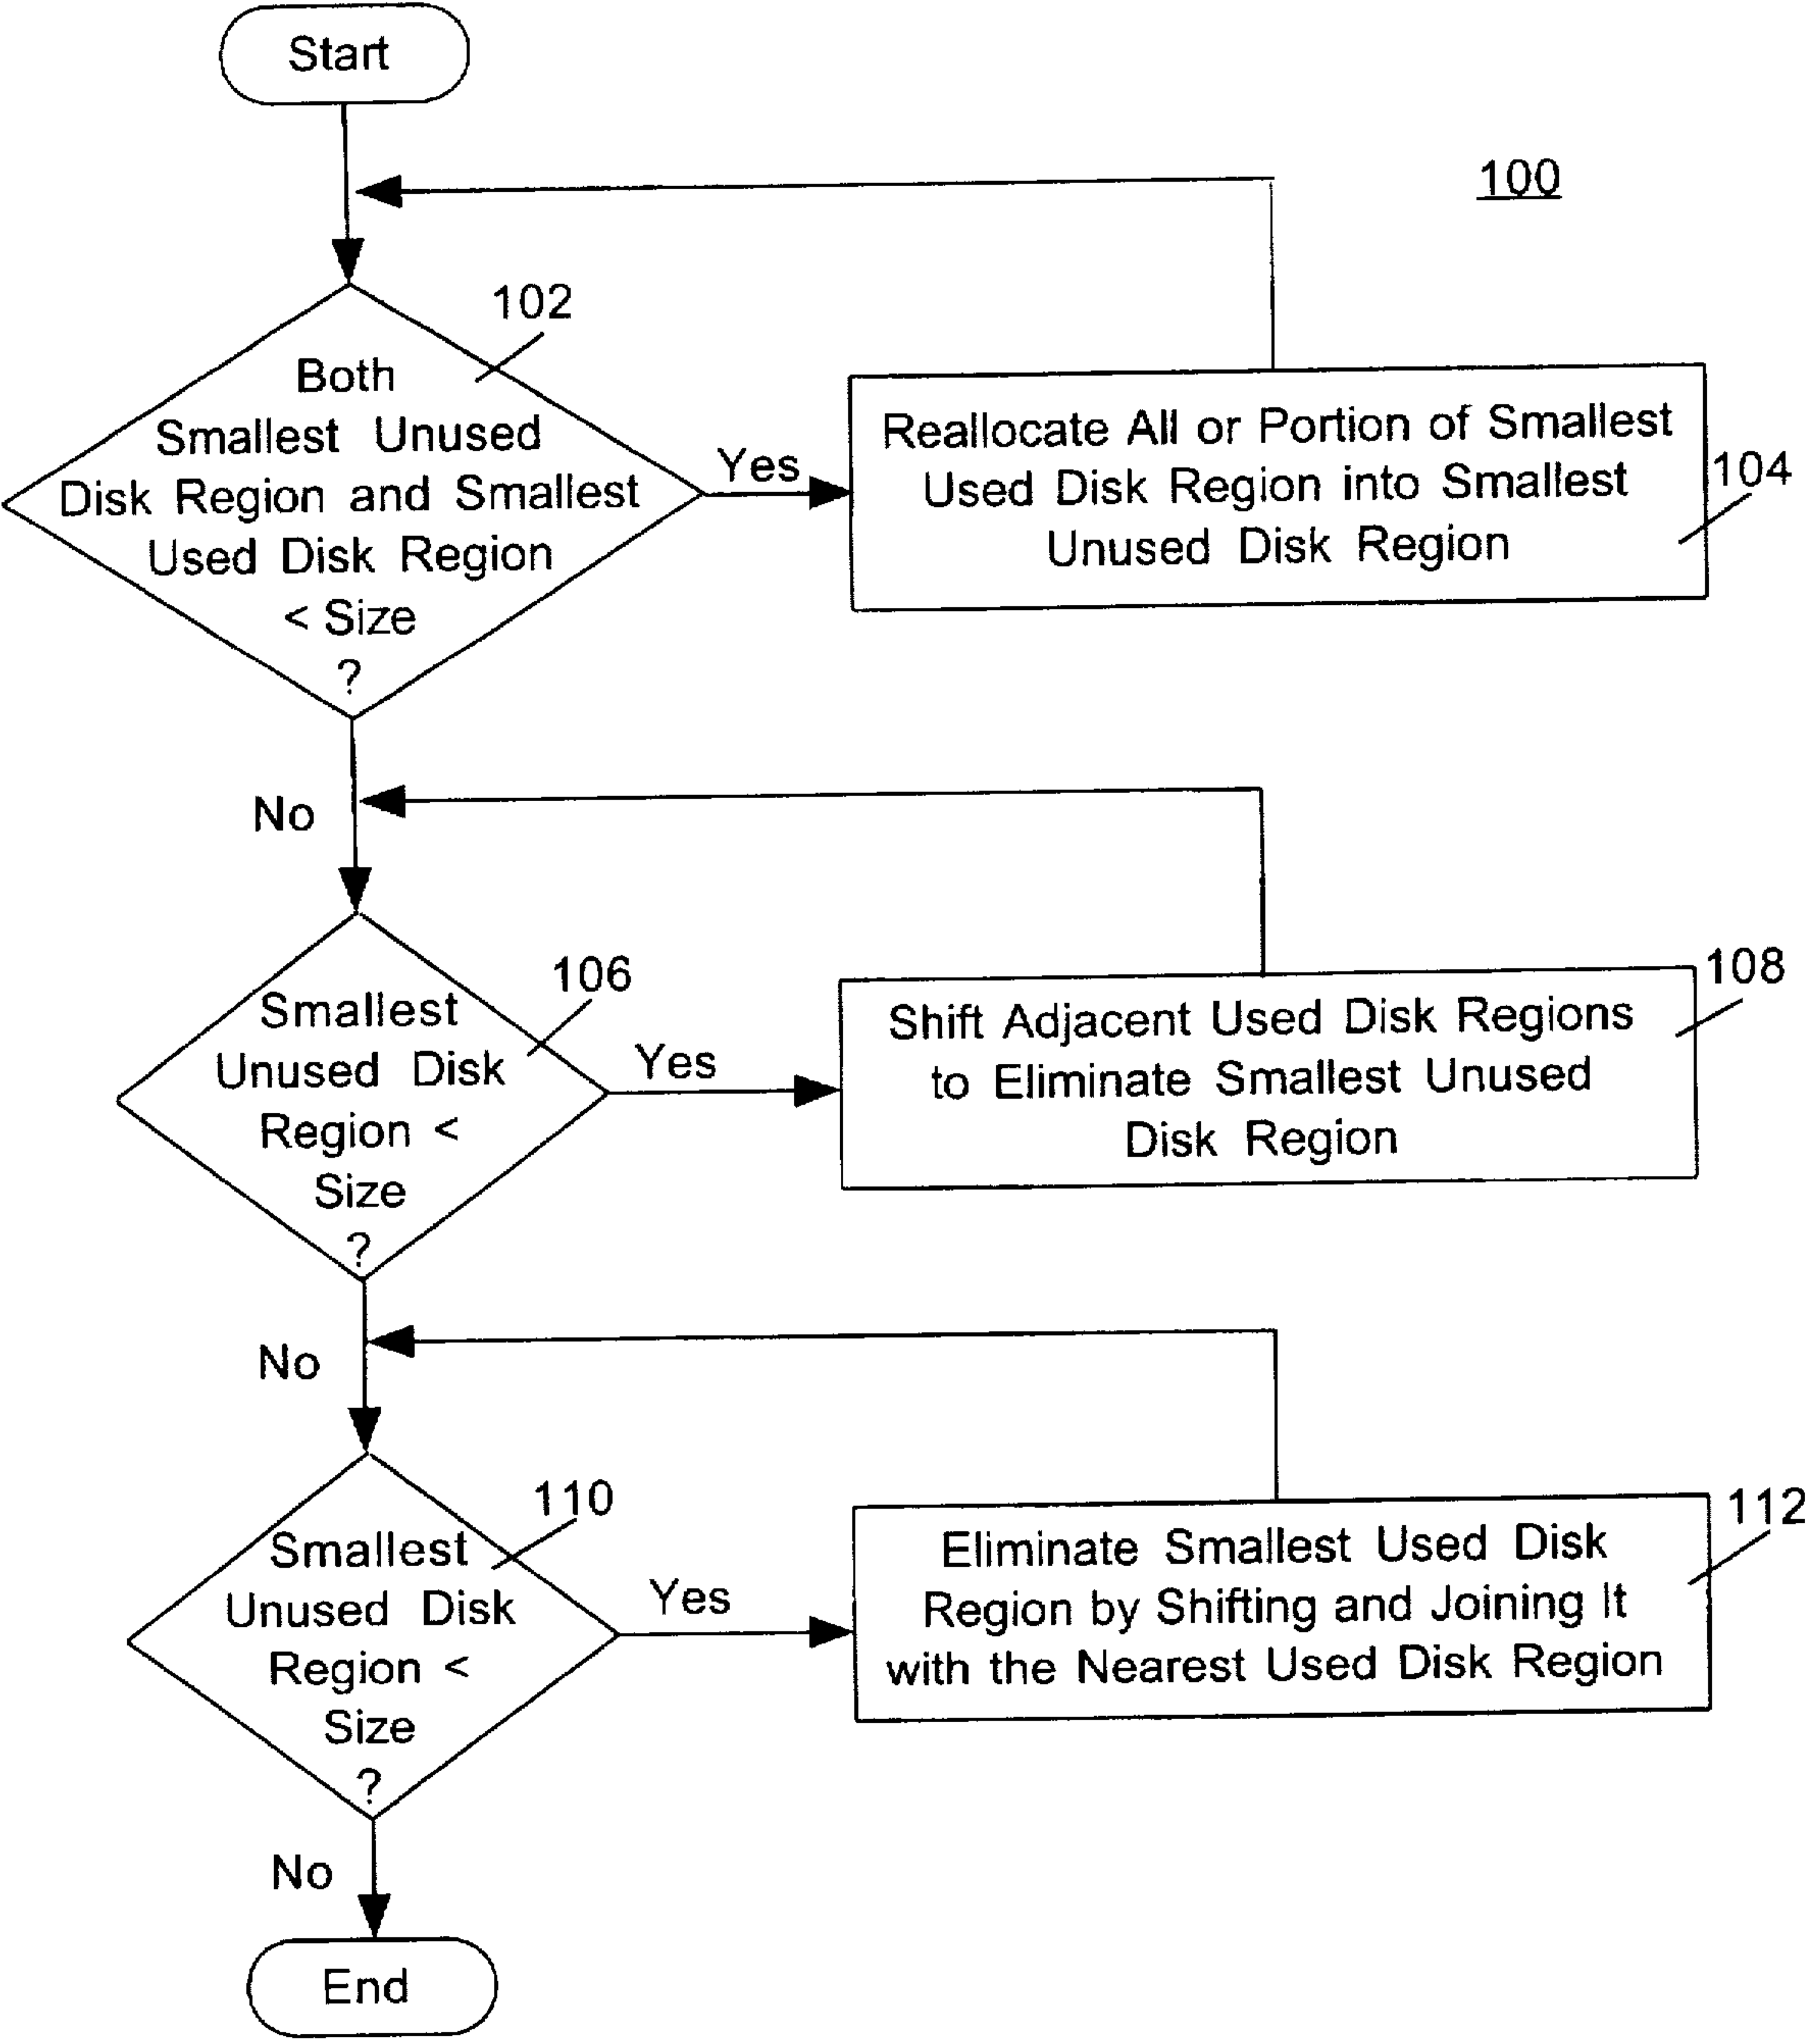 Start
100
102
Both
Smallest Unused
Disk Region and Smallest
Used Disk Region
< Size
?
Yes
Reallocate All or Portion of Smallest
Used Disk Region into Smallest
Unused Disk Region
104
No
106
Smallest
Unused Disk
Region <
Size
?
Yes
108
Shift Adjacent Used Disk Regions
to Eliminate Smallest Unused
Disk Region
No
110
Smallest
Unused Disk
Region <
Size
?
Yes
112
Eliminate Smallest Used Disk
Region by Shifting and Joining It
with the Nearest Used Disk Region
No
End